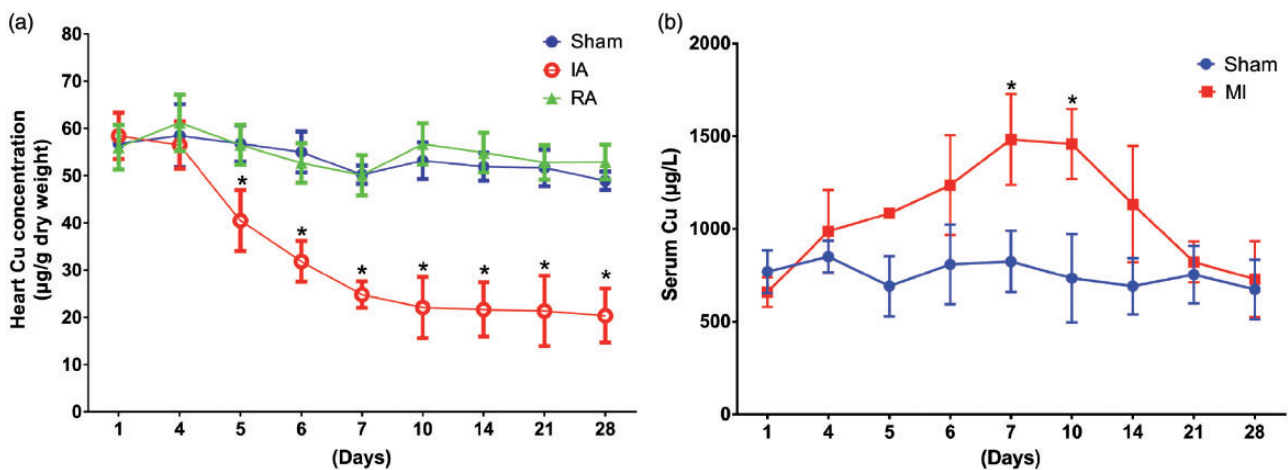 (a)
80
70
60
50
40
30
20
10
0
Heart Cu concentration
(µg/g dry weight)
Sham
IA
RA
*
*
*
*
*
*
*
1 4 5 6 7 10 14 21 28
(Days)
(b)
2000
1500
1000
500
0
Serum Cu (µg/L)
Sham
MI
*
*
1 4 5 6 7 10 14 21 28
(Days)